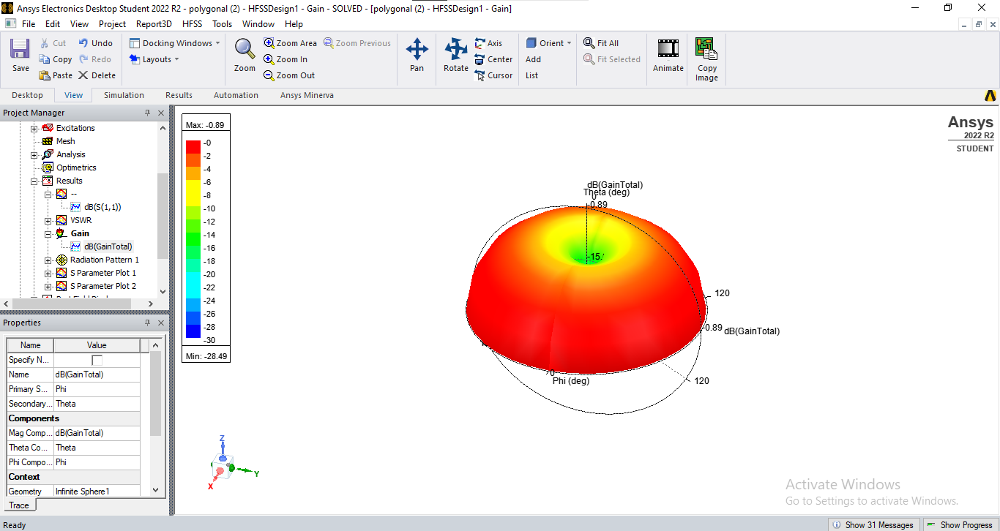 Ansys Electronics Desktop Student 2022 R2 - polygonal (2) - HFSSDesign1 - Gain - SOLVED - [polygonal (2) - HFSSDesign1 - Gain]
File Edit View Project Report3D HFSS Tools Window Help
Save
Cut Undo
Copy Redo
Paste Delete
Docking Windows
Layouts
Zoom
Zoom Area Zoom Previous
Zoom In
Zoom Out
Pan
Rotate
Axis
Center
Cursor
Orient
Add
List
Fit All
Fit Selected
Animate
Copy
Image
Desktop View Simulation Results Automation Ansys Minerva
Project Manager
Excitations
Mesh
Analysis
Optimetrics
Results
--
dB(S(1,1))
VSWR
Gain
dB(GainTotal)
Radiation Pattern 1
S Parameter Plot 1
S Parameter Plot 2
Properties
Name Value
Specify N...
Name dB(GainTotal)
Primary S... Phi
Secondary... Theta
Components
Mag Comp... dB(GainTotal)
Theta Co... Theta
Phi Compo... Phi
Context
Geometry Infinite Sphere1
Trace
Max: -0.89
-0
-2
-4
-6
-8
-10
-12
-14
-16
-18
-20
-22
-24
-26
-28
-30
Min: -28.49
Ansys
2022 R2
STUDENT
dB(GainTotal)
Theta (deg)
0
-0.89
-15.
120
-0.89 dB(GainTotal)
0
Phi (deg)
120
Z
Y
X
Activate Windows
Go to Settings to activate Windows.
Ready
Show 31 Messages Show Progress